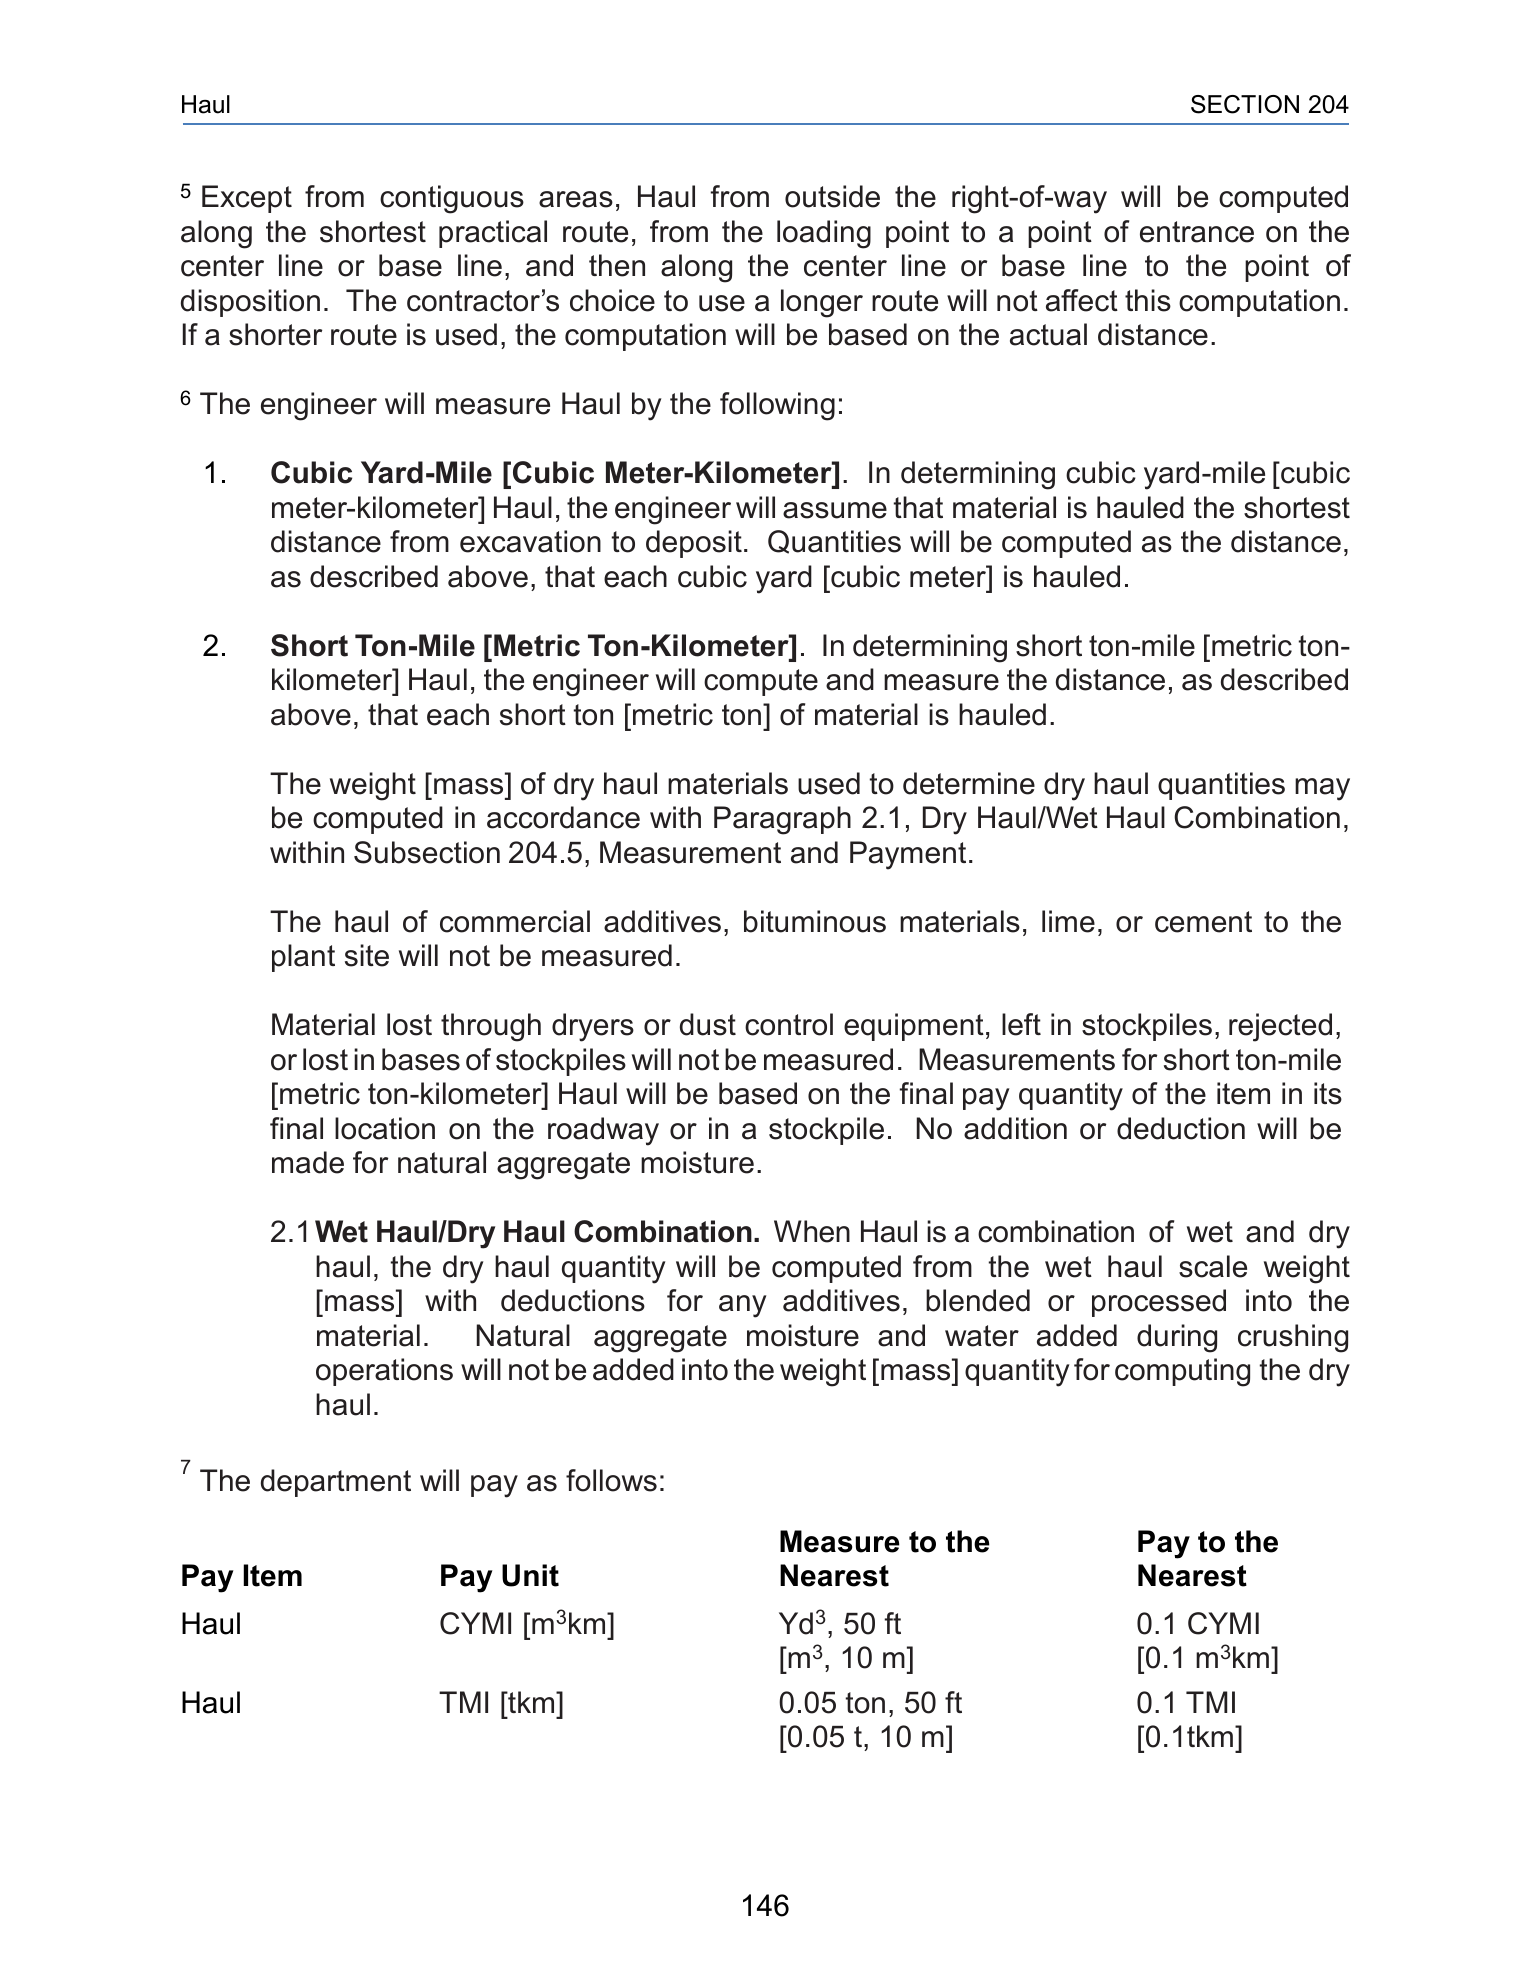 Haul SECTION 204
5 Except from contiguous areas, Haul from outside the right-of-way will be computed
along the shortest practical route, from the loading point to a point of entrance on the
center line or base line, and then along the center line or base line to the point of
disposition. The contractor’s choice to use a longer route will not affect this computation.
If a shorter route is used, the computation will be based on the actual distance.
6 The engineer will measure Haul by the following:
1. Cubic Yard-Mile [Cubic Meter-Kilometer]. In determining cubic yard-mile [cubic
meter-kilometer] Haul, the engineer will assume that material is hauled the shortest
distance from excavation to deposit. Quantities will be computed as the distance,
as described above, that each cubic yard [cubic meter] is hauled.
2. Short Ton-Mile [Metric Ton-Kilometer]. In determining short ton-mile [metric ton-
kilometer] Haul, the engineer will compute and measure the distance, as described
above, that each short ton [metric ton] of material is hauled.
The weight [mass] of dry haul materials used to determine dry haul quantities may
be computed in accordance with Paragraph 2.1, Dry Haul/Wet Haul Combination,
within Subsection 204.5, Measurement and Payment.
The haul of commercial additives, bituminous materials, lime, or cement to the
plant site will not be measured.
Material lost through dryers or dust control equipment, left in stockpiles, rejected,
or lost in bases of stockpiles will not be measured. Measurements for short ton-mile
[metric ton-kilometer] Haul will be based on the final pay quantity of the item in its
final location on the roadway or in a stockpile. No addition or deduction will be
made for natural aggregate moisture.
2.1 Wet Haul/Dry Haul Combination. When Haul is a combination of wet and dry
haul, the dry haul quantity will be computed from the wet haul scale weight
[mass] with deductions for any additives, blended or processed into the
material. Natural aggregate moisture and water added during crushing
operations will not be added into the weight [mass] quantity for computing the dry
haul.
7 The department will pay as follows:
Measure to the Pay to the
Pay Item Pay Unit Nearest Nearest
Haul CYMI [m³km] Yd³, 50 ft 0.1 CYMI
[m³, 10 m] [0.1 m³km]
Haul TMI [tkm] 0.05 ton, 50 ft 0.1 TMI
[0.05 t, 10 m] [0.1tkm]
146